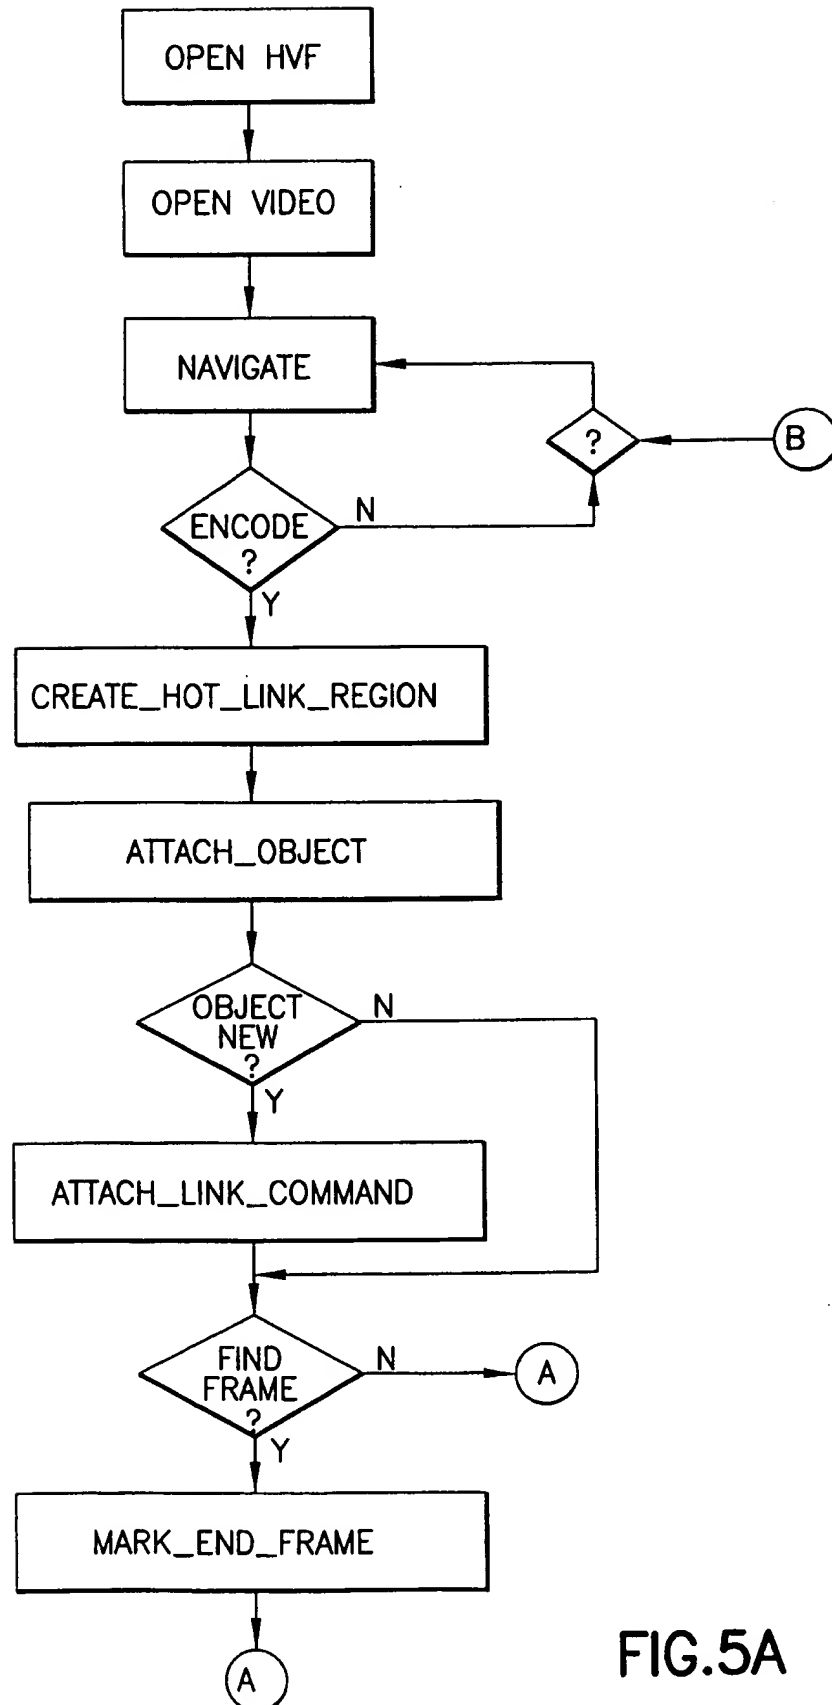 OPEN HVF
OPEN VIDEO
NAVIGATE
?
B
ENCODE
?
N
Y
CREATE_HOT_LINK_REGION
ATTACH_OBJECT
OBJECT
NEW
?
N
Y
ATTACH_LINK_COMMAND
FIND
FRAME
?
N
A
Y
MARK_END_FRAME
A
FIG.5A